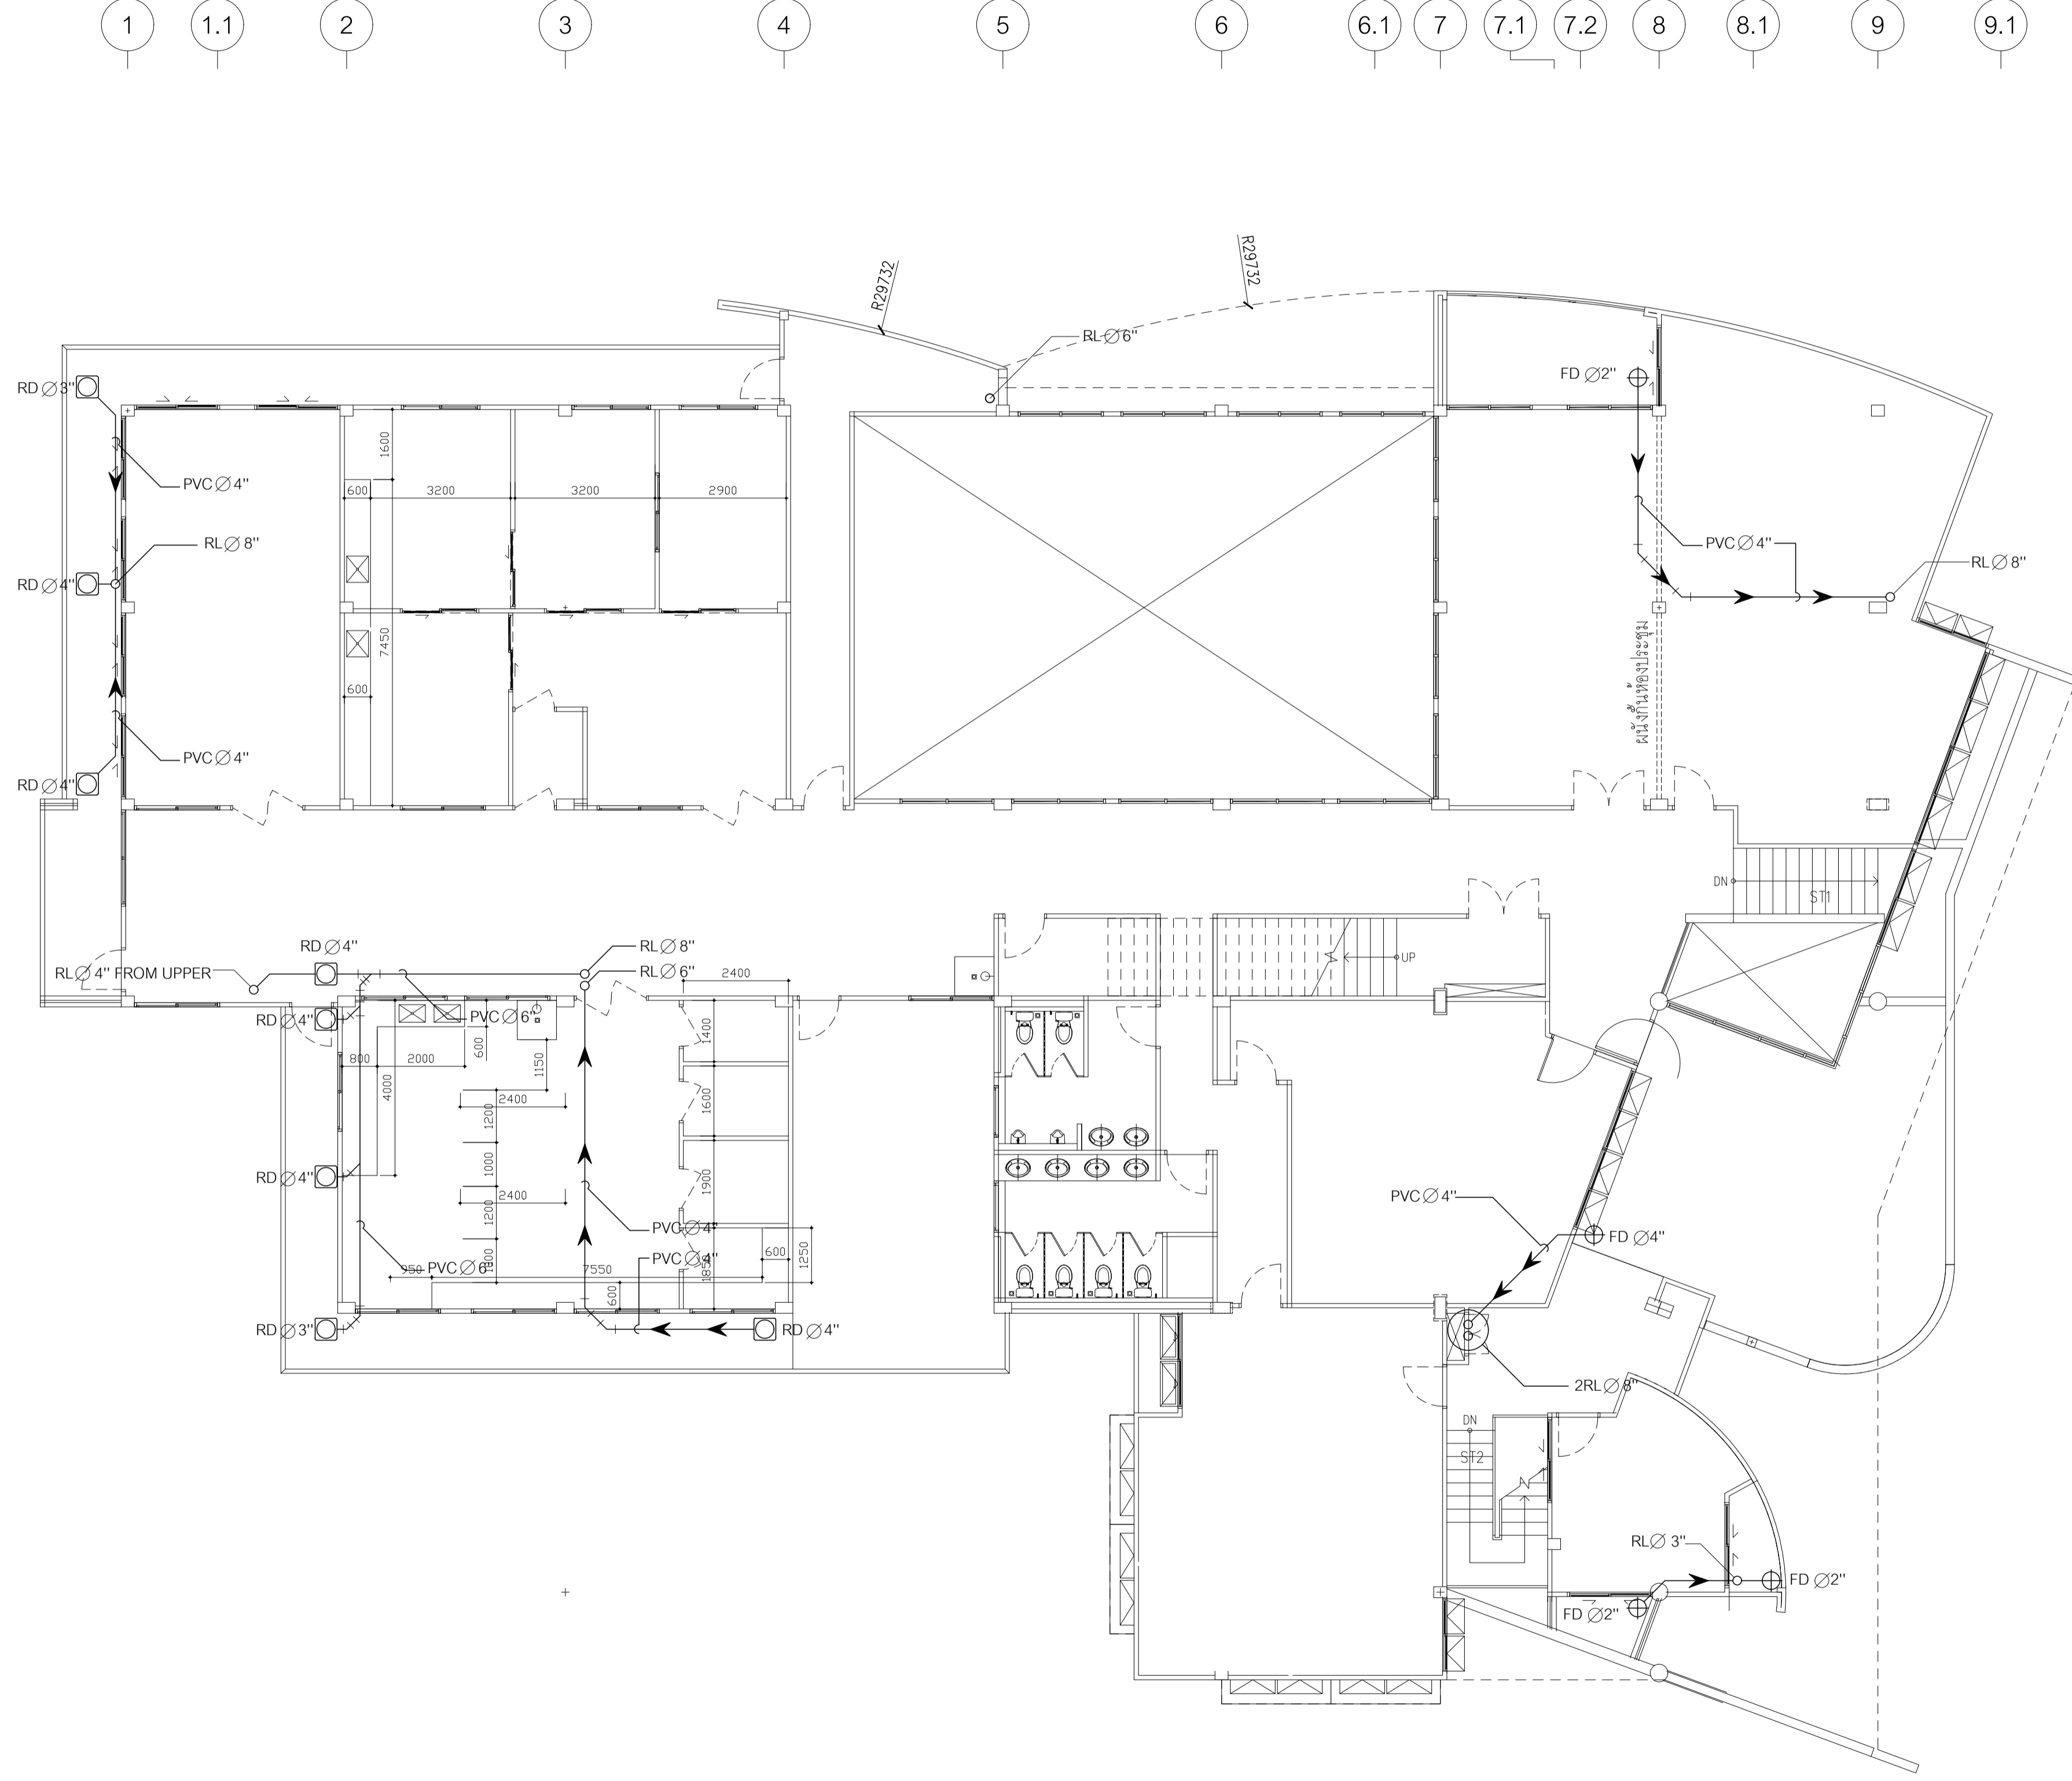 1 1.1 2 3 4 5 6 6.1 7 7.1 7.2 8 8.1 9 9.1
R29732
R29732
RL∅6"
RD∅3"
FD ∅2"
PVC∅4"
1600
600 3200 3200 2900
RL∅8"
PVC∅4"
RL∅8"
RD∅4"
7450
600
PVC∅4"
RD∅4"
DN
ST1
RD∅4"
RL∅8"
UP
RL∅4" FROM UPPER
RL∅6"
2400
RD∅4"
PVC∅6"
1400
800 2000
600
1150
4000
2400
1200
1600
1000
RD∅4"
1900
2400
1200
PVC∅4"
PVC∅4"
FD ∅4"
PVC∅4"
600
1250
950
PVC∅6"
7550
1850
600
RD∅3"
RD∅4"
2RL∅8"
DN
ST2
RL∅3"
FD ∅2"
FD ∅2"